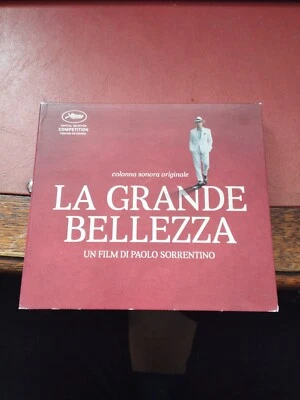 COMPETITION
colonna sonora originale
LA GRANDE
BELLEZZA
UN FILM DI PAOLO SORRENTINO